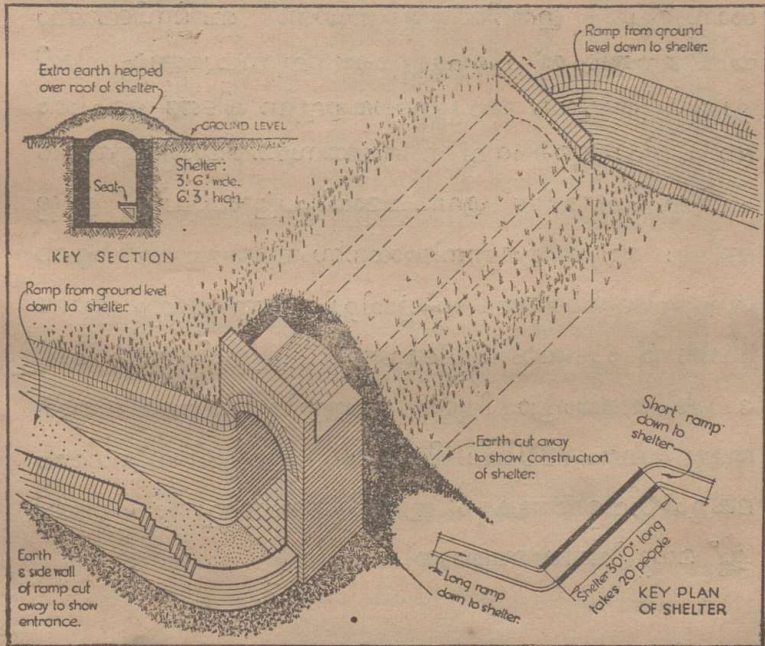 Extra earth heaped
over roof of shelter
GROUND LEVEL
Seat
Shelter:
3'. 6". wide.
6'. 3". high.
KEY SECTION
Ramp from ground
level down to shelter.
Ramp from ground level
down to shelter.
Earth cut away
to show construction
of shelter.
Earth
& side wall
of ramp cut
away to show
entrance.
Short ramp
down to
shelter.
Long ramp
down to shelter.
Shelter-30'.0". long
takes 20 people
KEY PLAN
OF SHELTER